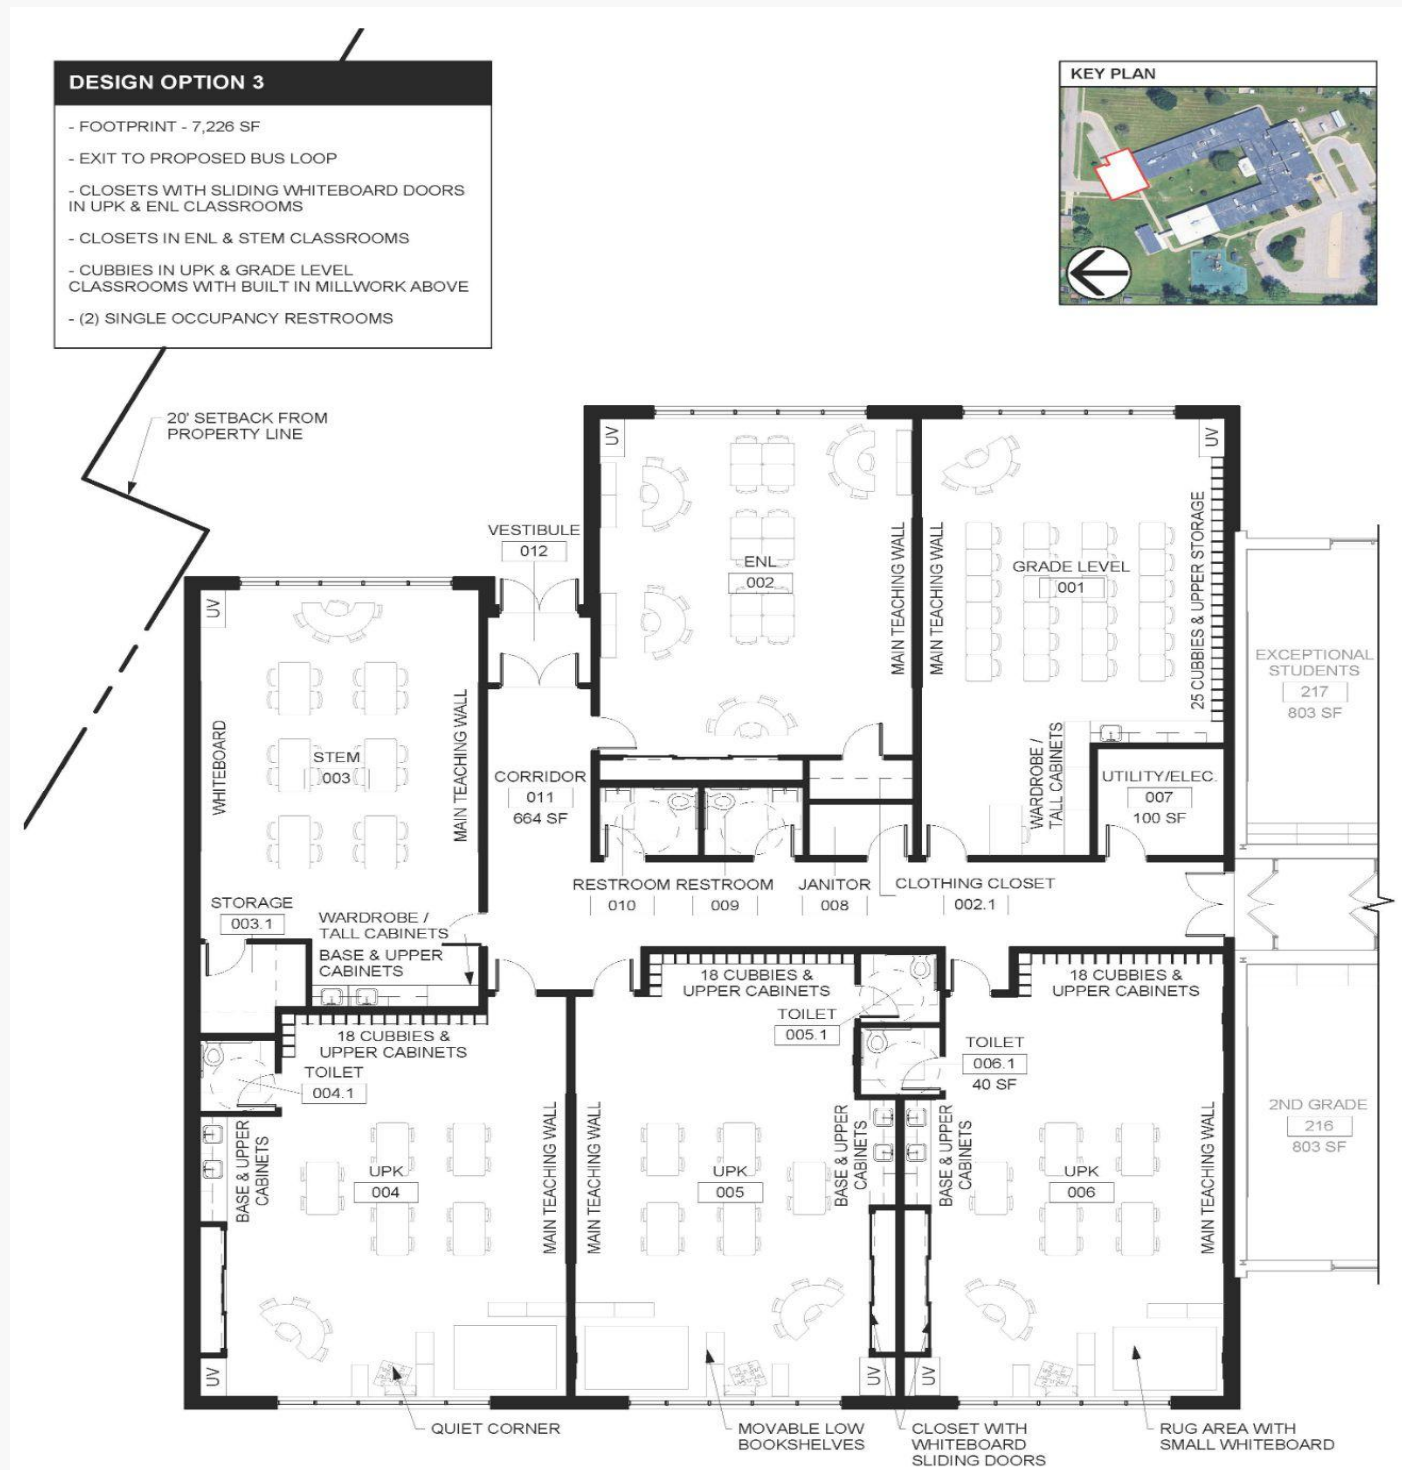 DESIGN OPTION 3
- FOOTPRINT - 7,226 SF
- EXIT TO PROPOSED BUS LOOP
- CLOSETS WITH SLIDING WHITEBOARD DOORS
IN UPK & ENL CLASSROOMS
- CLOSETS IN ENL & STEM CLASSROOMS
- CUBBIES IN UPK & GRADE LEVEL
CLASSROOMS WITH BUILT IN MILLWORK ABOVE
- (2) SINGLE OCCUPANCY RESTROOMS
KEY PLAN
20' SETBACK FROM
PROPERTY LINE
VESTIBULE
012
UV
ENL
002
MAIN TEACHING WALL
MAIN TEACHING WALL
UV
GRADE LEVEL
001
25 CUBBIES & UPPER STORAGE
WARDROBE /
TALL CABINETS
UTILITY/ELEC.
007
100 SF
EXCEPTIONAL
STUDENTS
217
803 SF
UV
STEM
003
WHITEBOARD
MAIN TEACHING WALL
CORRIDOR
011
664 SF
RESTROOM
010
RESTROOM
009
JANITOR
008
CLOTHING CLOSET
002.1
STORAGE
003.1
WARDROBE /
TALL CABINETS
BASE & UPPER
CABINETS
18 CUBBIES &
UPPER CABINETS
TOILET
004.1
18 CUBBIES &
UPPER CABINETS
TOILET
005.1
18 CUBBIES &
UPPER CABINETS
TOILET
006.1
40 SF
BASE & UPPER
CABINETS
UPK
004
MAIN TEACHING WALL
MAIN TEACHING WALL
UPK
005
BASE & UPPER
CABINETS
BASE & UPPER
CABINETS
UPK
006
MAIN TEACHING WALL
2ND GRADE
216
803 SF
UV
UV
UV
QUIET CORNER
MOVABLE LOW
BOOKSHELVES
CLOSET WITH
WHITEBOARD
SLIDING DOORS
RUG AREA WITH
SMALL WHITEBOARD